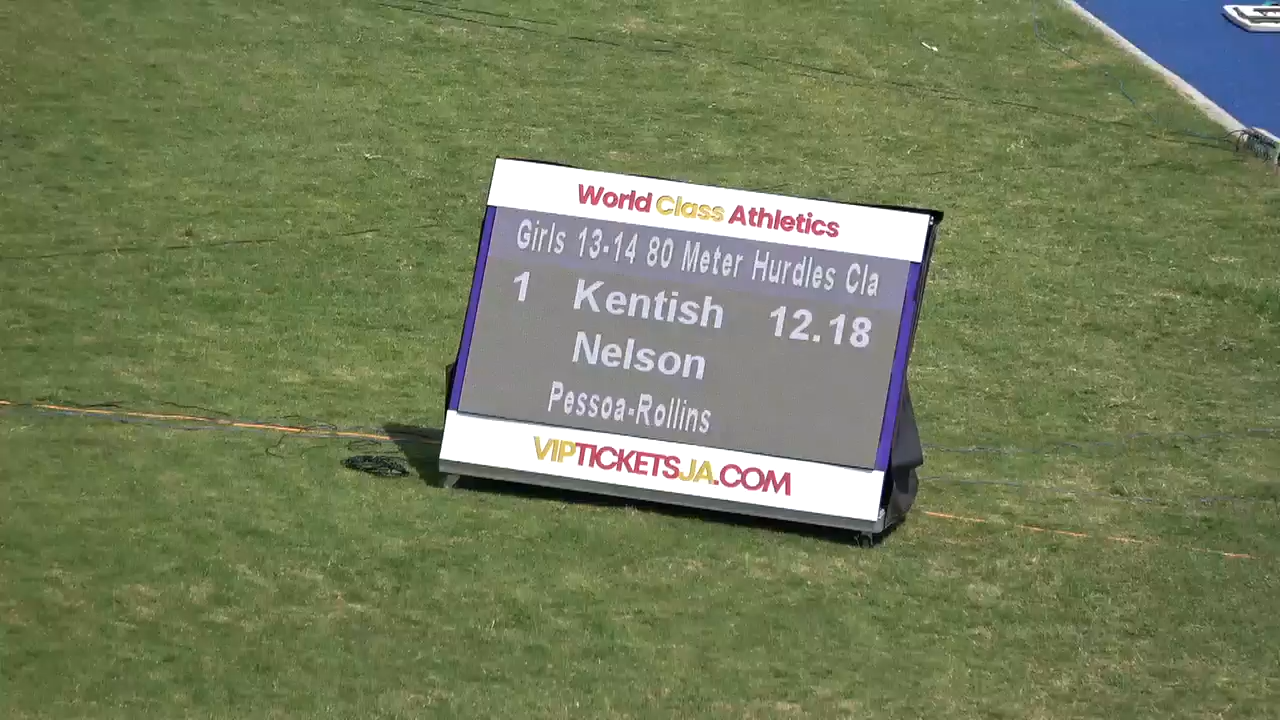 World Class Athletics
Girls 13-14 80 Meter Hurdles Cla
1 Kentish 12.18
Nelson
Pessoa-Rollins
VIPTICKETSJA.COM